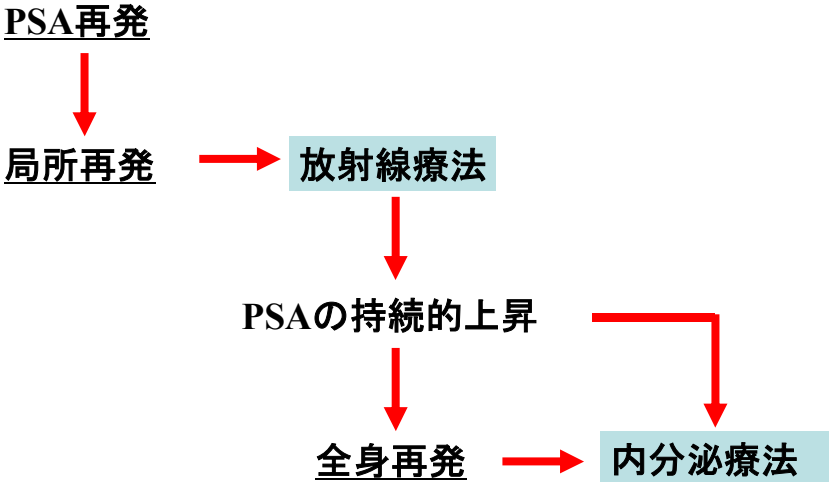 PSA再発
局所再発
放射線療法
PSAの持続的上昇
全身再発
内分泌療法